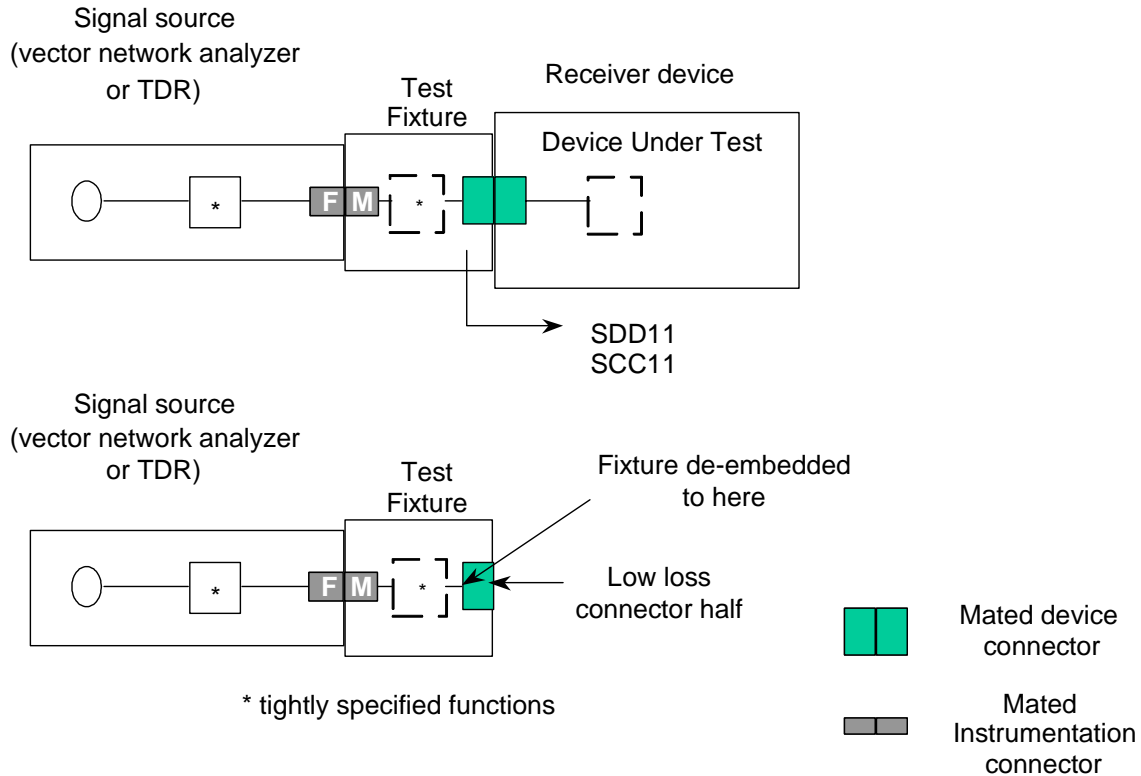 Signal source
(vector network analyzer
or TDR)
Test
Fixture
Receiver device
Device Under Test
*
F M
*
SDD11
SCC11
Signal source
(vector network analyzer
or TDR)
Test
Fixture
Fixture de-embedded
to here
*
F M
*
Low loss
connector half
Mated device
connector
* tightly specified functions
Mated
Instrumentation
connector